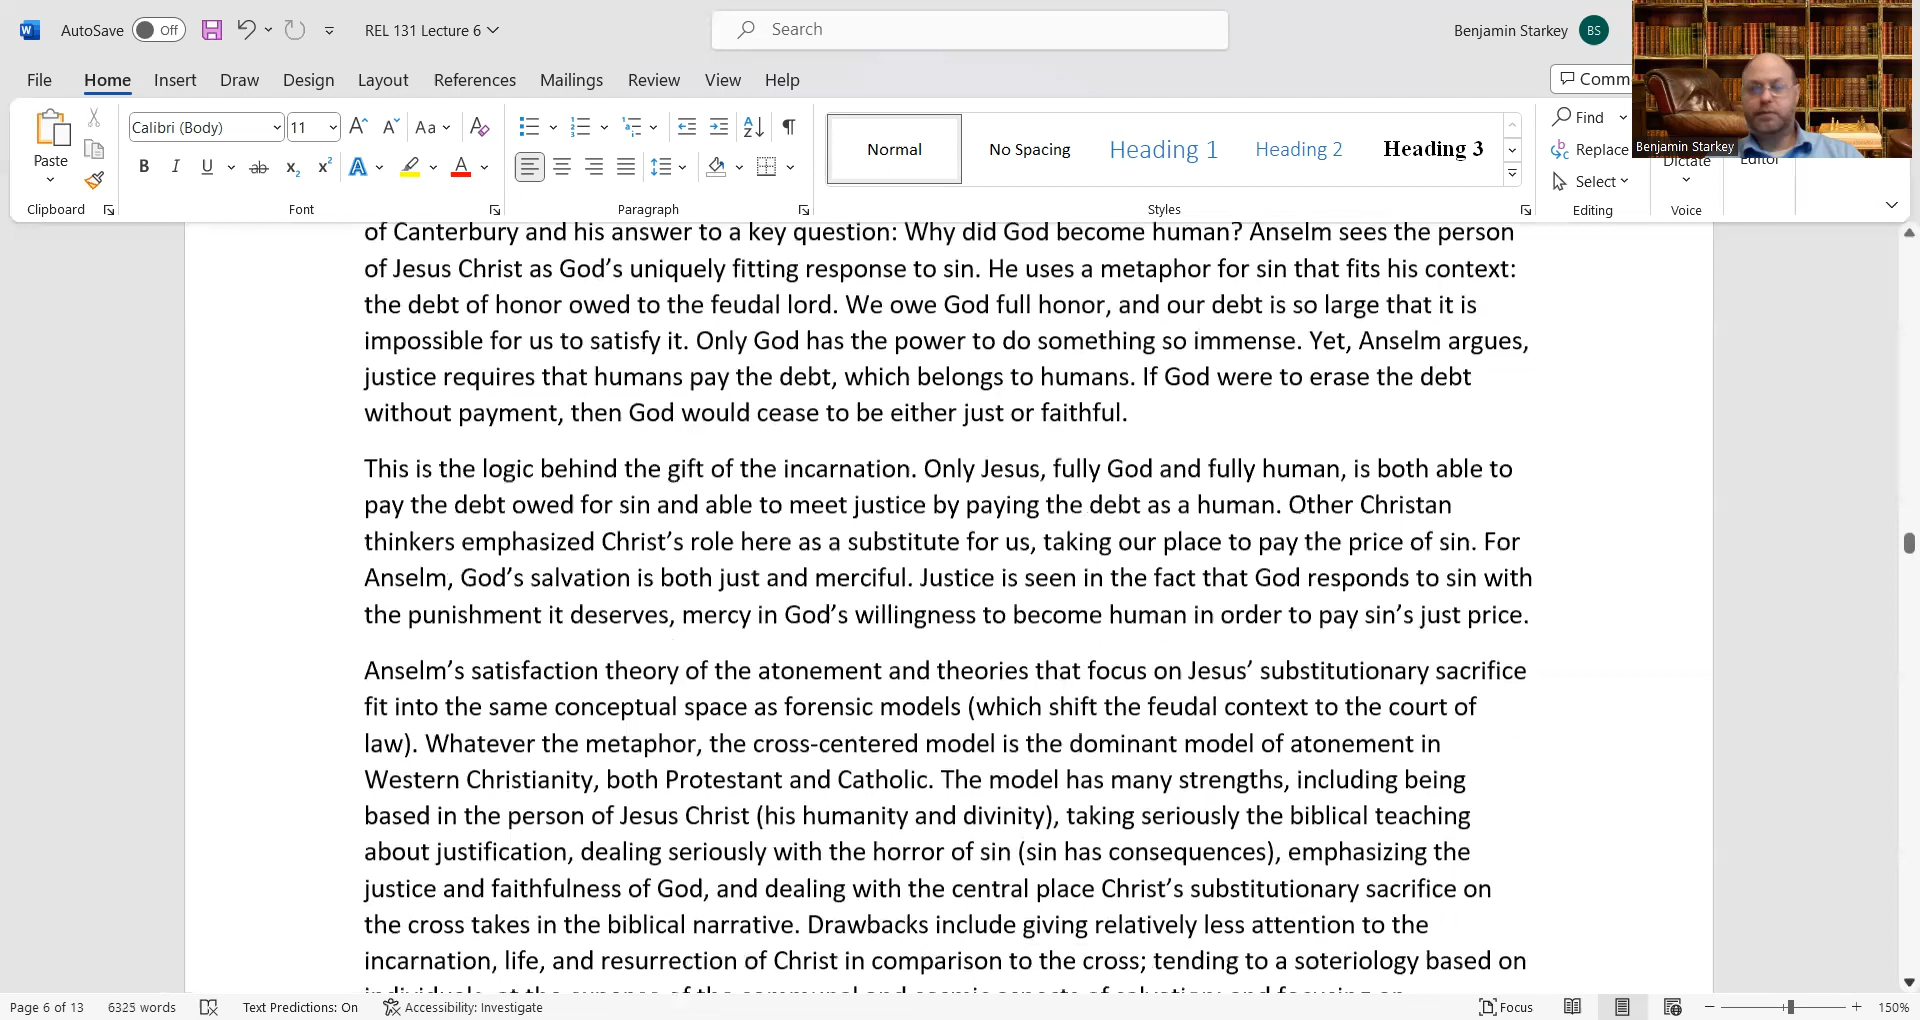 AutoSave Off REL 131 Lecture 6 Search Benjamin Starkey BS
File Home Insert Draw Design Layout References Mailings Review View Help Comm
Calibri (Body) 11 Aa
Paste
B I U ab x₂ x² A A
Normal No Spacing Heading 1 Heading 2 Heading 3
Find
Replace
Select
Dictate
Editor
Benjamin Starkey
Clipboard Font Paragraph Styles Editing Voice
of Canterbury and his answer to a key question: Why did God become human? Anselm sees the person
of Jesus Christ as God’s uniquely fitting response to sin. He uses a metaphor for sin that fits his context:
the debt of honor owed to the feudal lord. We owe God full honor, and our debt is so large that it is
impossible for us to satisfy it. Only God has the power to do something so immense. Yet, Anselm argues,
justice requires that humans pay the debt, which belongs to humans. If God were to erase the debt
without payment, then God would cease to be either just or faithful.
This is the logic behind the gift of the incarnation. Only Jesus, fully God and fully human, is both able to
pay the debt owed for sin and able to meet justice by paying the debt as a human. Other Christan
thinkers emphasized Christ’s role here as a substitute for us, taking our place to pay the price of sin. For
Anselm, God’s salvation is both just and merciful. Justice is seen in the fact that God responds to sin with
the punishment it deserves, mercy in God’s willingness to become human in order to pay sin’s just price.
Anselm’s satisfaction theory of the atonement and theories that focus on Jesus’ substitutionary sacrifice
fit into the same conceptual space as forensic models (which shift the feudal context to the court of
law). Whatever the metaphor, the cross-centered model is the dominant model of atonement in
Western Christianity, both Protestant and Catholic. The model has many strengths, including being
based in the person of Jesus Christ (his humanity and divinity), taking seriously the biblical teaching
about justification, dealing seriously with the horror of sin (sin has consequences), emphasizing the
justice and faithfulness of God, and dealing with the central place Christ’s substitutionary sacrifice on
the cross takes in the biblical narrative. Drawbacks include giving relatively less attention to the
incarnation, life, and resurrection of Christ in comparison to the cross; tending to a soteriology based on
Page 6 of 13 6325 words Text Predictions: On Accessibility: Investigate Focus 150%